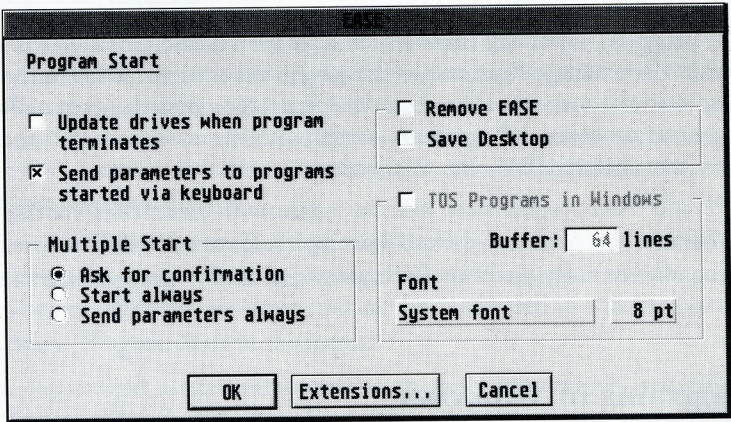 EASE
Program Start
Update drives when program
terminates
Send parameters to programs
started via keyboard
Multiple Start
Ask for confirmation
Start always
Send parameters always
Remove EASE
Save Desktop
TOS Programs in Windows
Buffer: 64 lines
Font
System font 8 pt
OK Extensions... Cancel